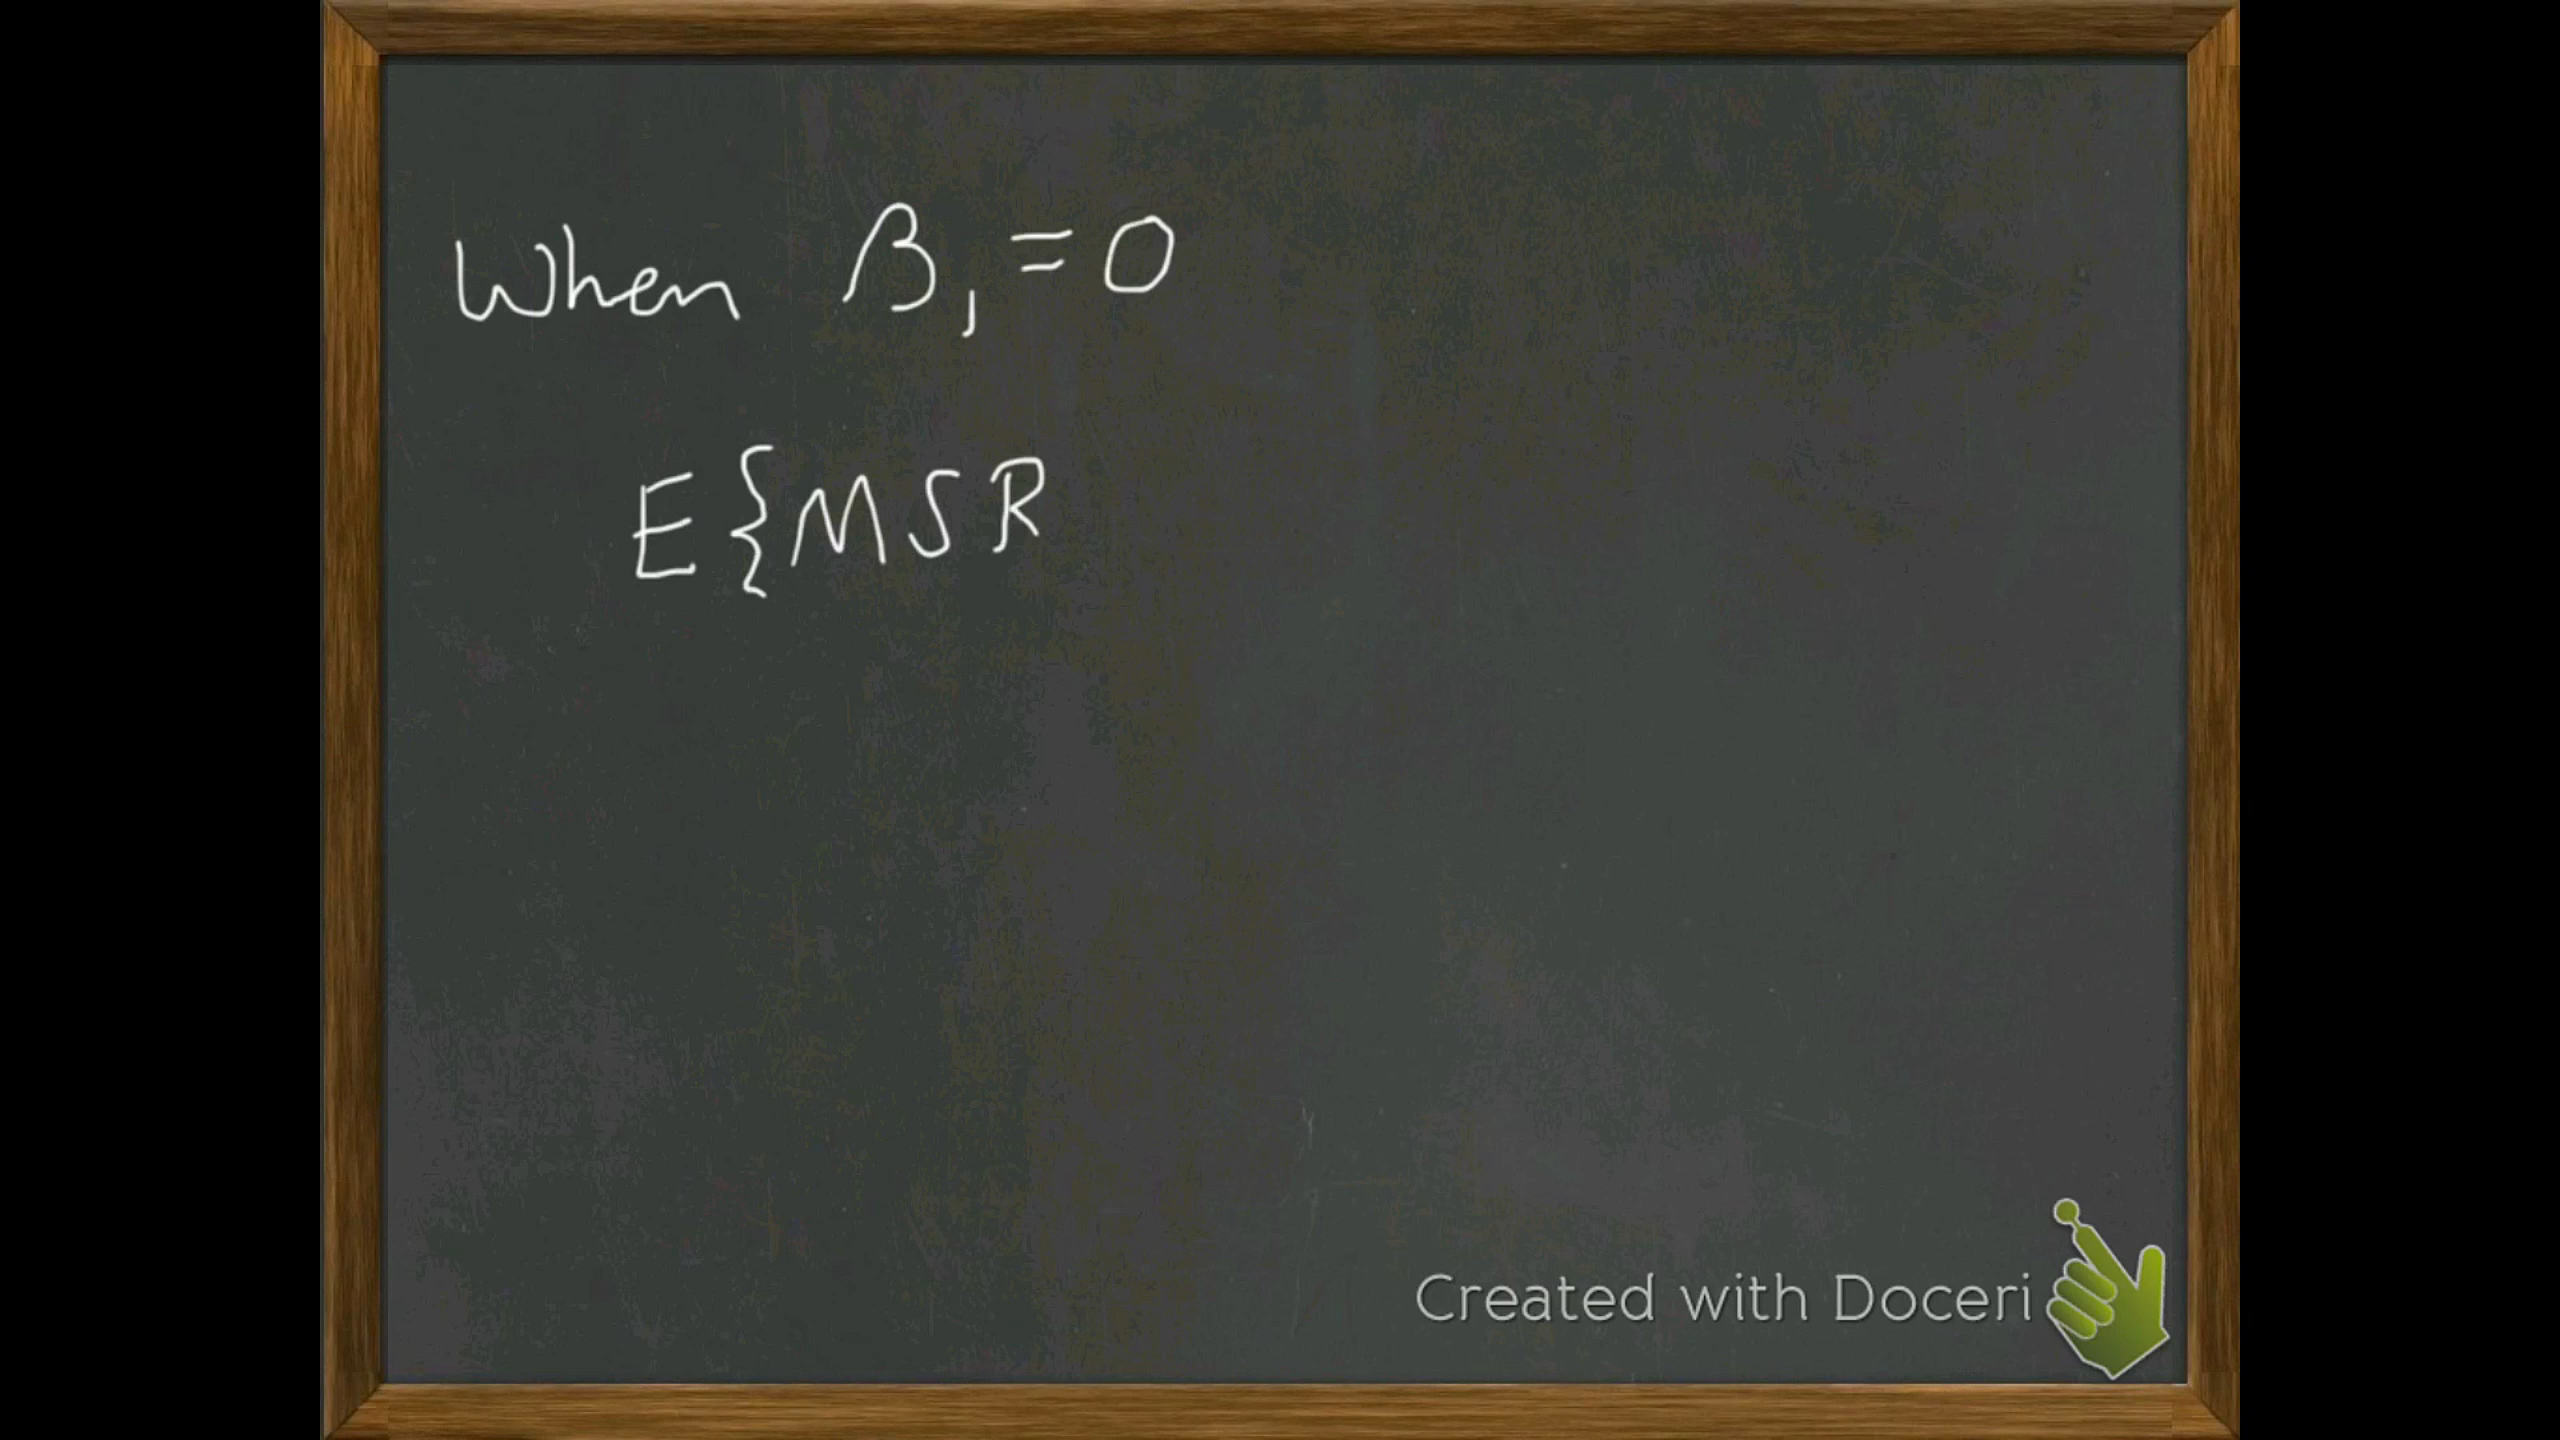 When β₁ = 0
E{MSR
Created with Doceri